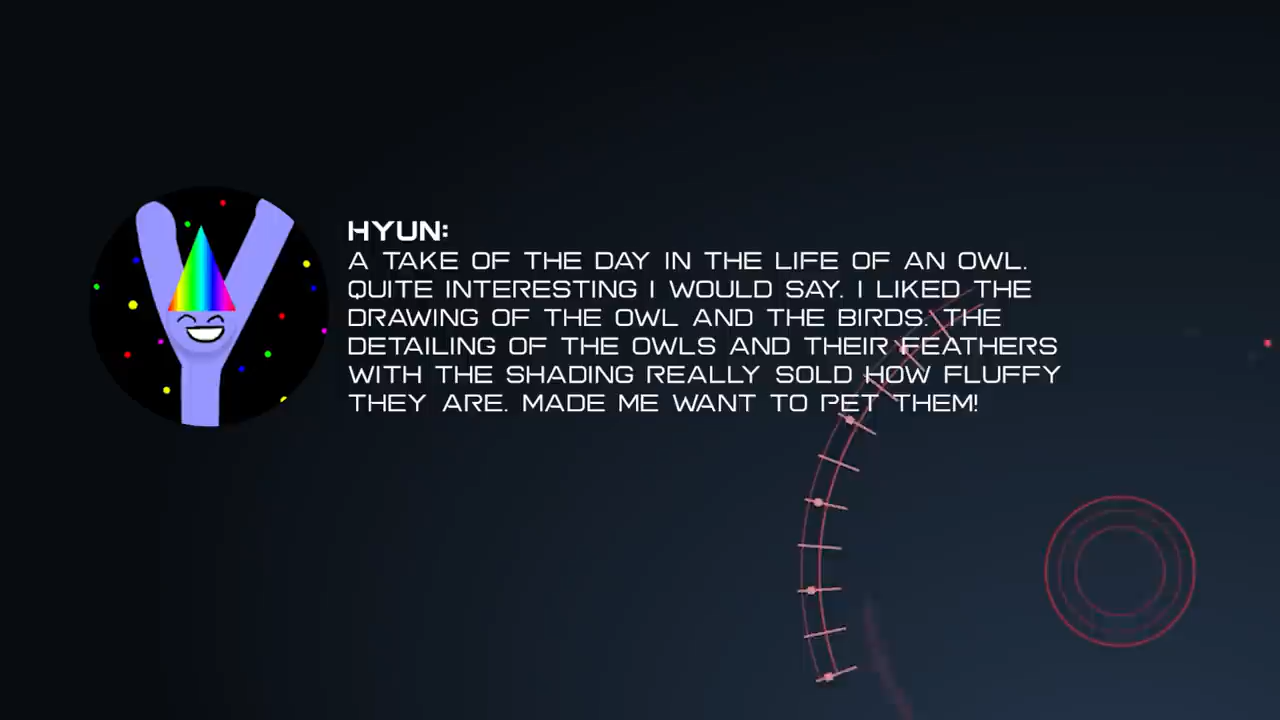 HYUN:
A TAKE OF THE DAY IN THE LIFE OF AN OWL.
QUITE INTERESTING I WOULD SAY. I LIKED THE
DRAWING OF THE OWL AND THE BIRDS. THE
DETAILING OF THE OWLS AND THEIR FEATHERS
WITH THE SHADING REALLY SOLD HOW FLUFFY
THEY ARE. MADE ME WANT TO PET THEM!